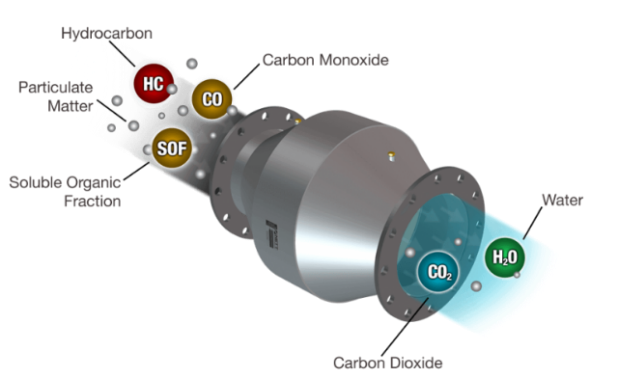 Hydrocarbon
HC
Carbon Monoxide
CO
Particulate
Matter
SOF
Soluble Organic
Fraction
Water
H₂O
CO₂
Carbon Dioxide